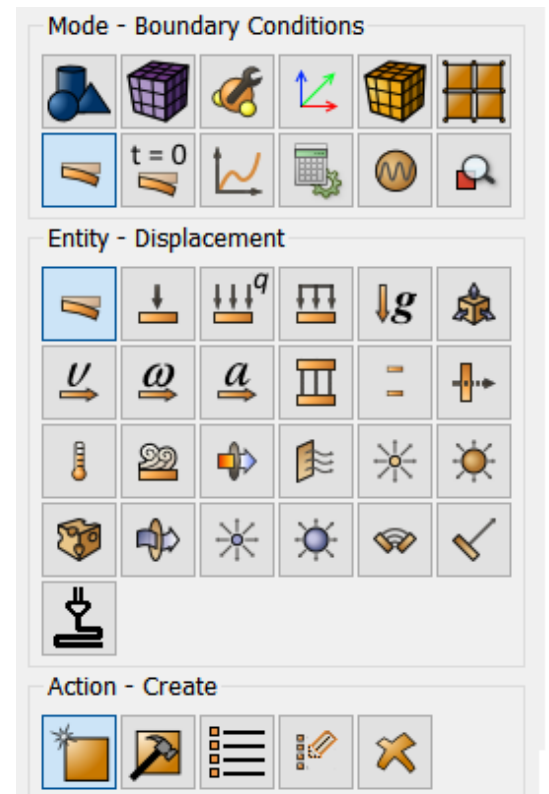 Mode - Boundary Conditions
t = 0
Entity - Displacement
q
g
v
ω
a
Action - Create